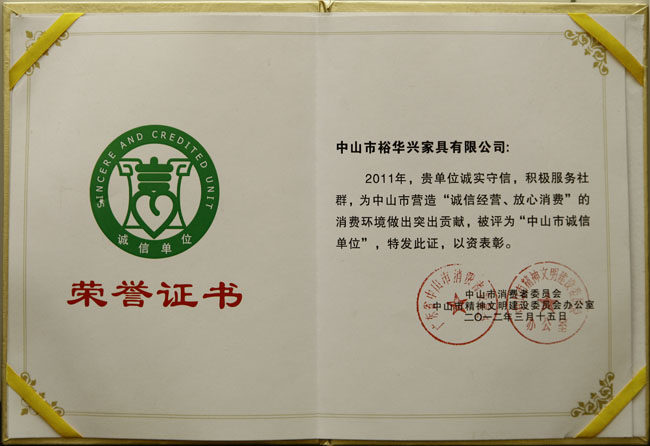 SINCERE AND CREDITED UNIT
诚信单位
荣誉证书
中山市裕华兴家具有限公司:
2011年,贵单位诚实守信,积极服务社
群,为中山市营造“诚信经营、放心消费”的
消费环境做出突出贡献,被评为“中山市诚信
单位”,特发此证,以资表彰。
中山市消费者委员会
中山市精神文明建设委员会办公室
二〇一二年三月十五日